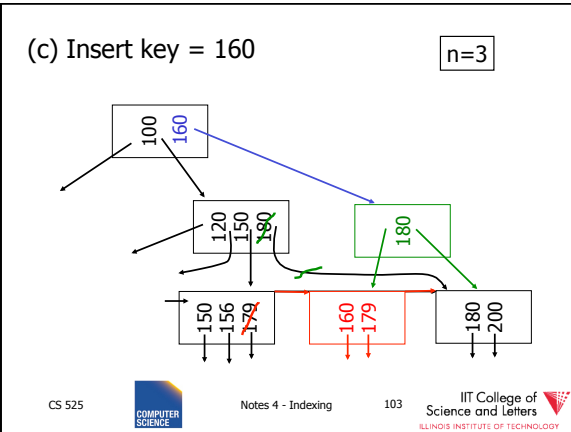 (c) Insert key = 160
n=3
100
160
120
150
180
180
150
156
179
160
179
180
200
CS 525
COMPUTER
SCIENCE
Notes 4 - Indexing
103
IIT College of
Science and Letters
ILLINOIS INSTITUTE OF TECHNOLOGY